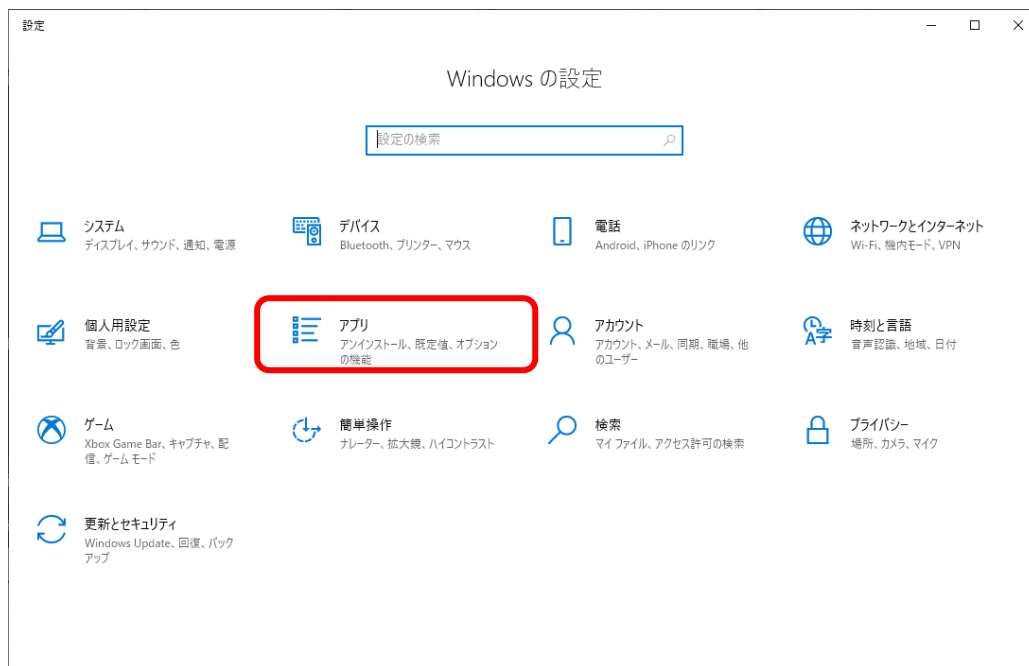 設定
Windows の設定
設定の検索
システム
ディスプレイ、サウンド、通知、電源
デバイス
Bluetooth、プリンター、マウス
電話
Android、iPhone のリンク
ネットワークとインターネット
Wi-Fi、機内モード、VPN
個人用設定
背景、ロック画面、色
アプリ
アンインストール、既定値、オプション
の機能
アカウント
アカウント、メール、同期、職場、他
のユーザー
時刻と言語
音声認識、地域、日付
ゲーム
Xbox Game Bar、キャプチャ、配
信、ゲーム モード
簡単操作
ナレーター、拡大鏡、ハイコントラスト
検索
マイ ファイル、アクセス許可の検索
プライバシー
場所、カメラ、マイク
更新とセキュリティ
Windows Update、回復、バック
アップ